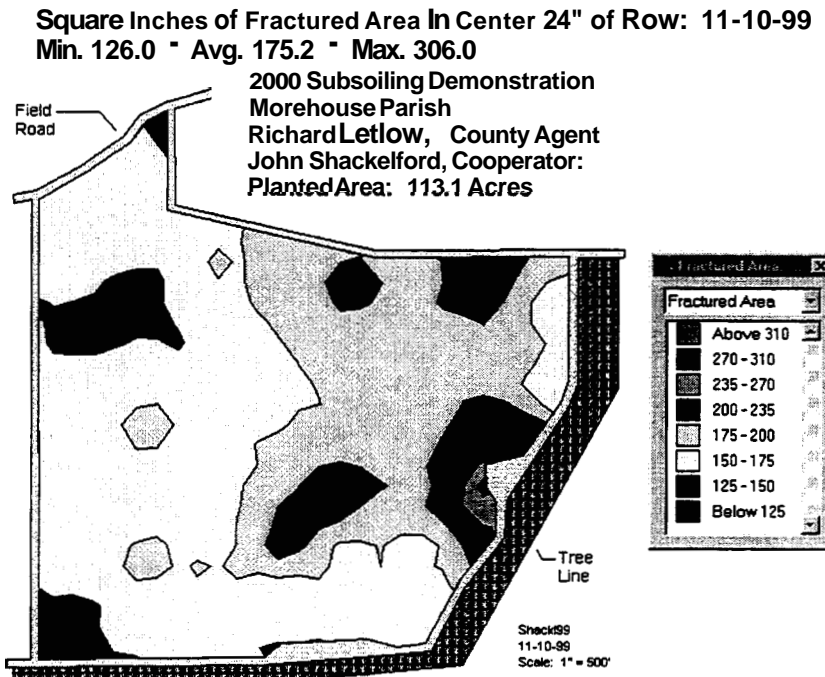 Square Inches of Fractured Area In Center 24" of Row: 11-10-99
Min. 126.0 - Avg. 175.2 - Max. 306.0
2000 Subsoiling Demonstration
Morehouse Parish
Richard Letlow, County Agent
John Shackelford, Cooperator:
Planted Area: 113.1 Acres
Field
Road
Fractured Area
Fractured Area
Above 310
270 - 310
235 - 270
200 - 235
175 - 200
150 - 175
125 - 150
Below 125
Tree
Line
Shackl99
11-10-99
Scale: 1" = 500'